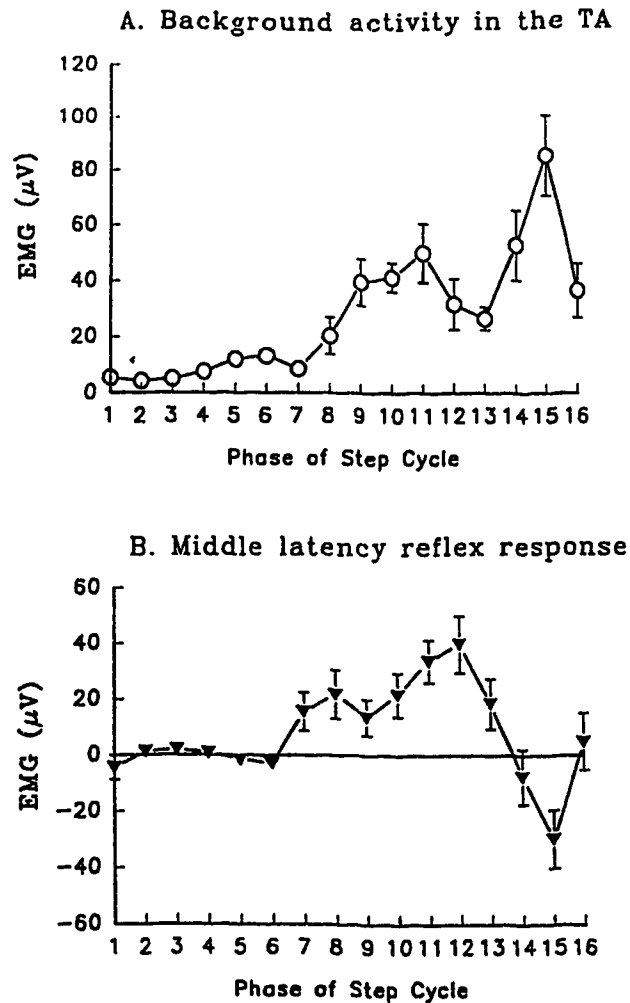 A. Background activity in the TA
120
100
80
60
40
20
0
EMG (μV)
1 2 3 4 5 6 7 8 9 10 11 12 13 14 15 16
Phase of Step Cycle
B. Middle latency reflex response
60
40
20
0
−20
−40
−60
EMG (μV)
1 2 3 4 5 6 7 8 9 10 11 12 13 14 15 16
Phase of Step Cycle